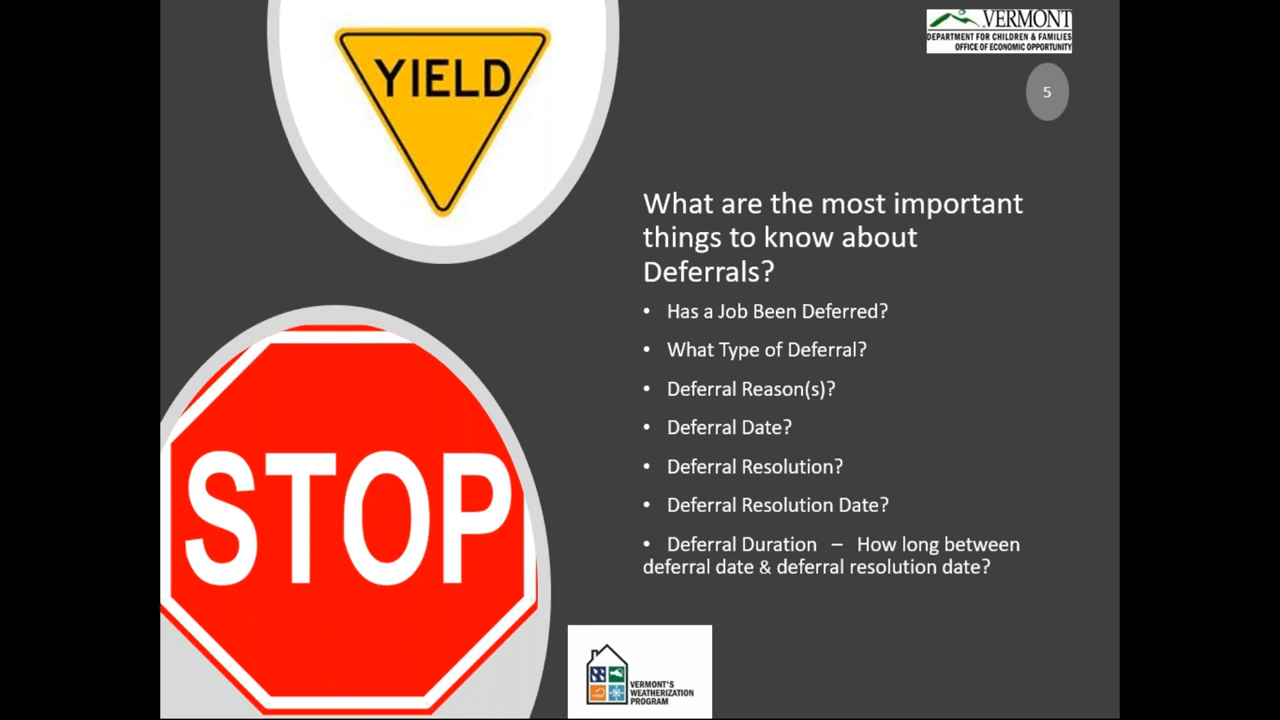 YIELD
VERMONT
DEPARTMENT FOR CHILDREN & FAMILIES
OFFICE OF ECONOMIC OPPORTUNITY
5
What are the most important
things to know about
Deferrals?
• Has a Job Been Deferred?
• What Type of Deferral?
• Deferral Reason(s)?
• Deferral Date?
• Deferral Resolution?
• Deferral Resolution Date?
• Deferral Duration – How long between
deferral date & deferral resolution date?
STOP
VERMONT'S
WEATHERIZATION
PROGRAM